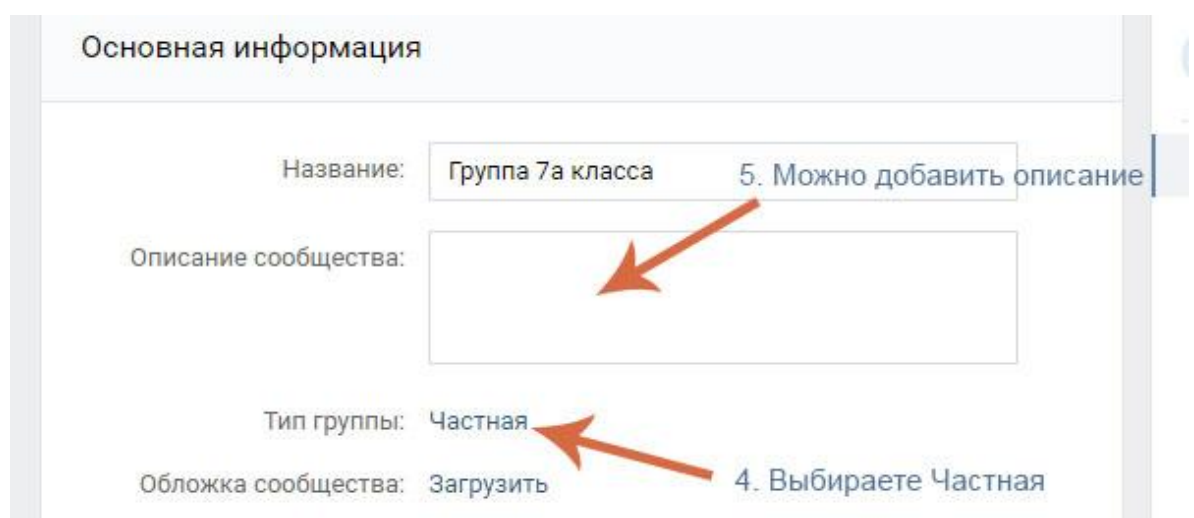 Основная информация
Название: Группа 7а класса
5. Можно добавить описание
Описание сообщества:
Тип группы: Частная
Обложка сообщества: Загрузить
4. Выбираете Частная